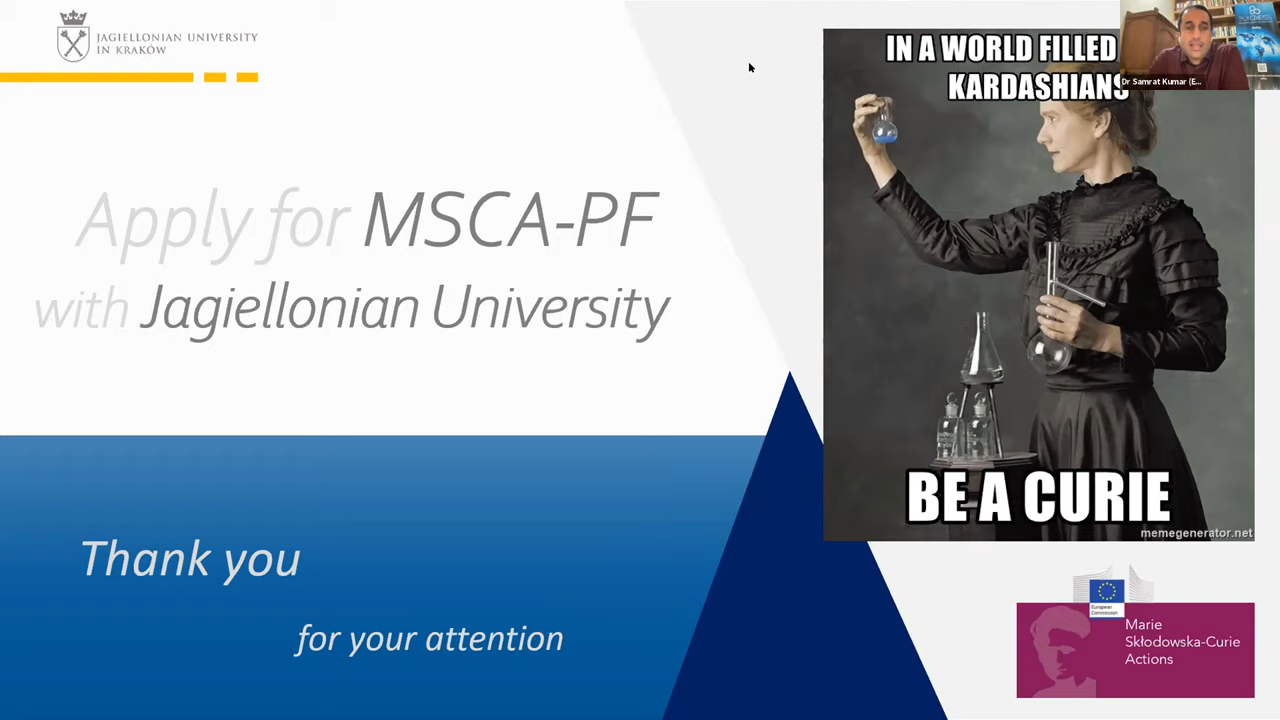 JAGIELLONIAN UNIVERSITY
IN KRAKÓW
Apply for MSCA-PF
with Jagiellonian University
Thank you
for your attention
IN A WORLD FILLED
KARDASHIANS
BE A CURIE
memegenerator.net
Dr Samrat Kumar (E...
European
Commission
Marie
Skłodowska-Curie
Actions